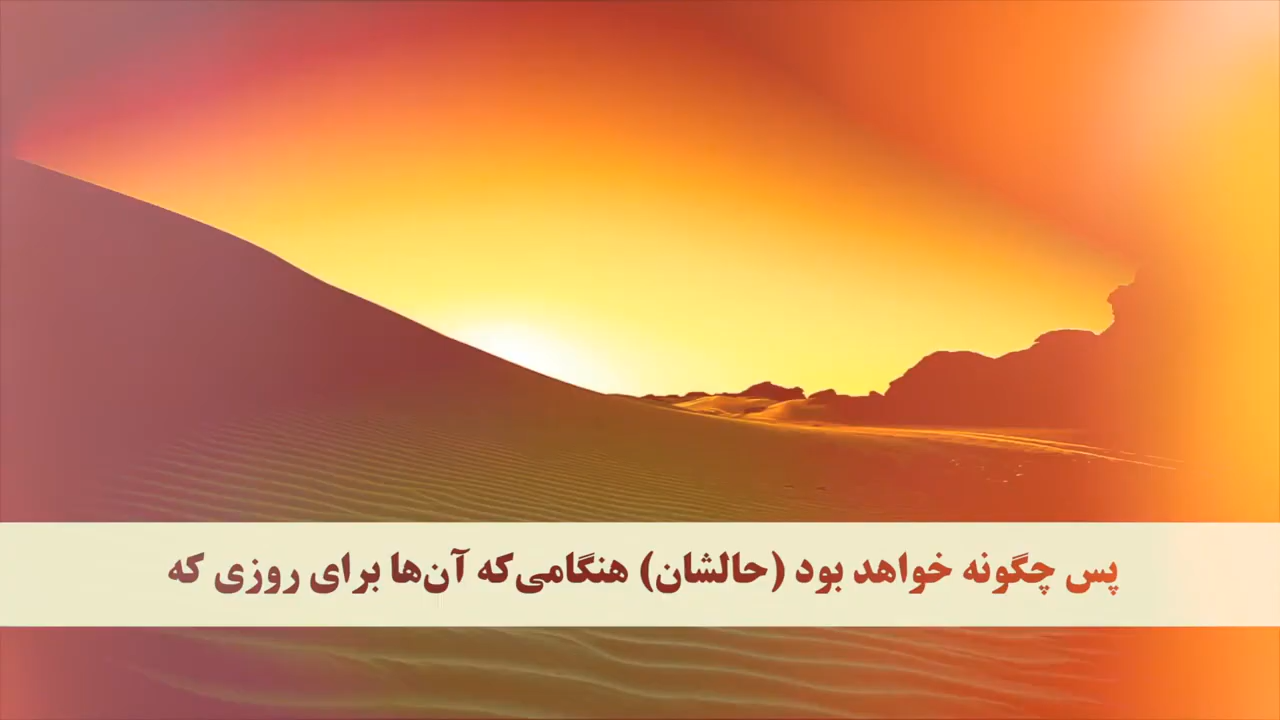 پس چگونه خواهد بود (حالشان) هنگامی‌که آن‌ها برای روزی که